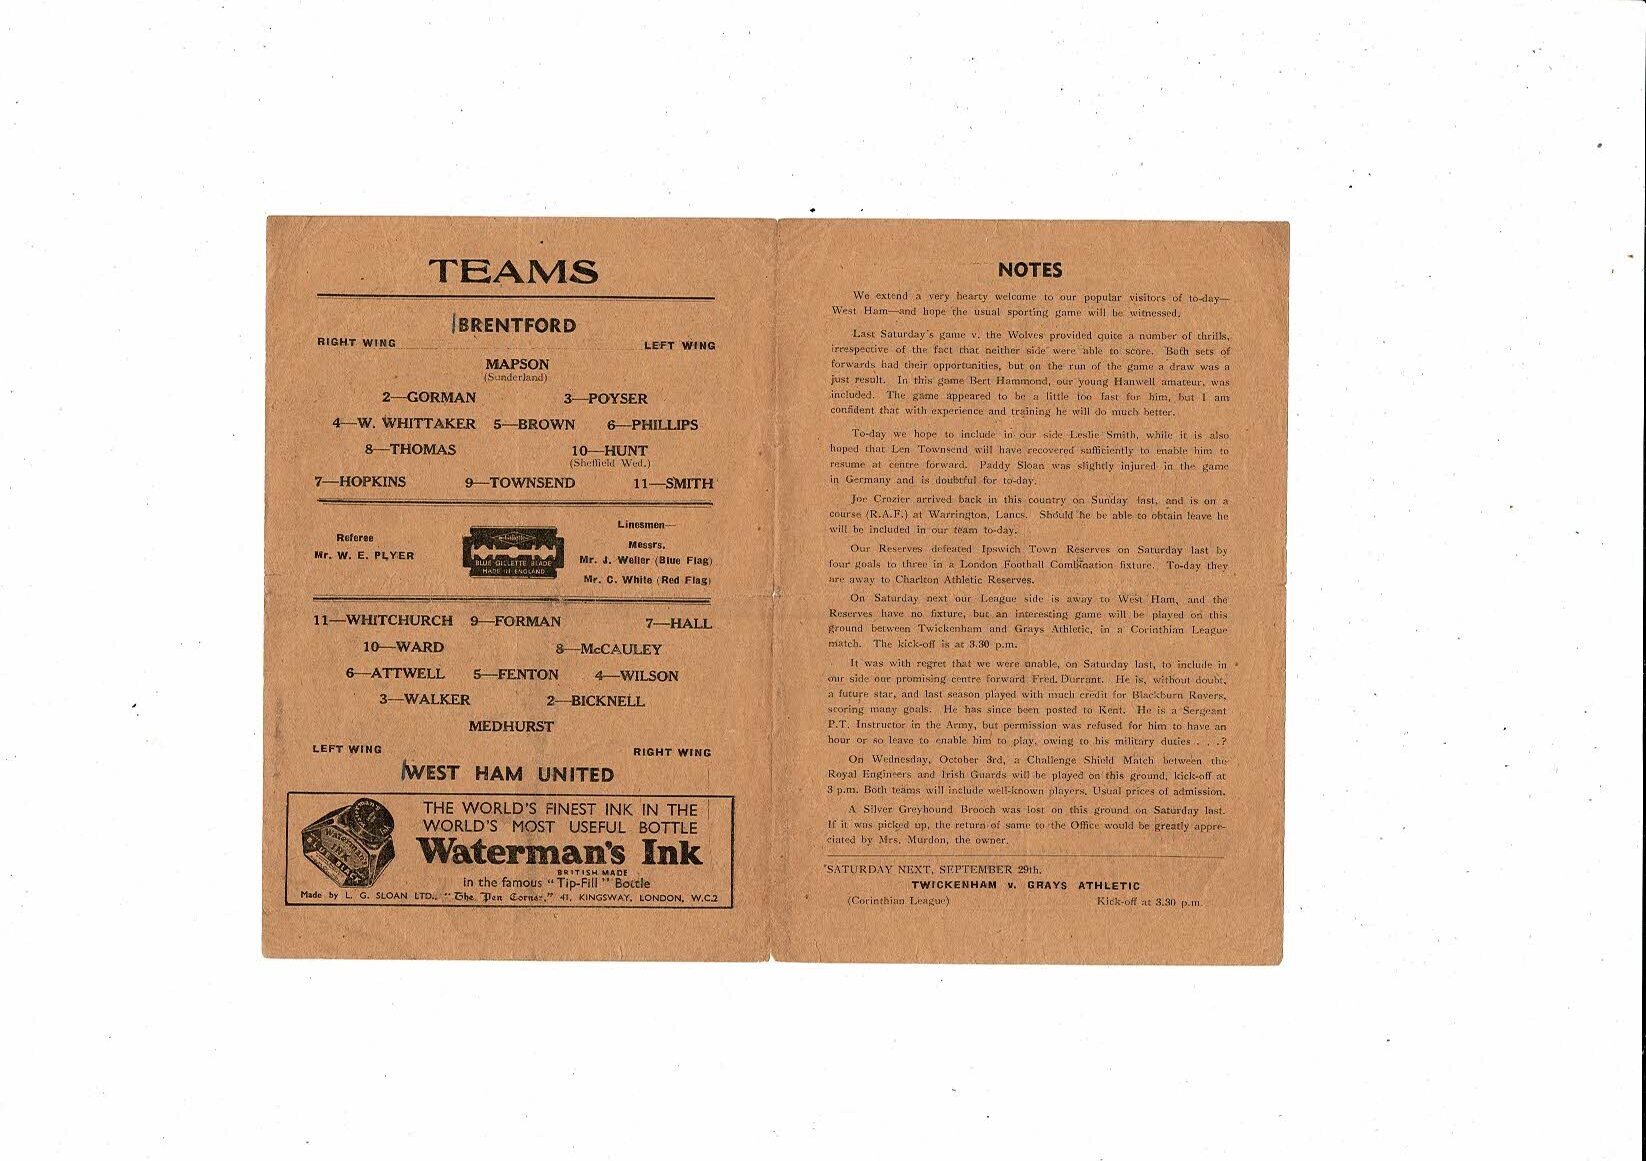 TEAMS
BRENTFORD
RIGHT WING LEFT WING
MAPSON
(Sunderland)
2—GORMAN 3—POYSER
4—W. WHITTAKER 5—BROWN 6—PHILLIPS
8—THOMAS 10—HUNT
(Sheffield Wed.)
7—HOPKINS 9—TOWNSEND 11—SMITH
Referee
Mr. W. E. PLYER
Gillette
BLUE GILLETTE BLADE
MADE IN ENGLAND
Linesmen—
Messrs.
Mr. J. Weller (Blue Flag)
Mr. C. White (Red Flag)
11—WHITCHURCH 9—FORMAN 7—HALL
10—WARD 8—McCAULEY
6—ATTWELL 5—FENTON 4—WILSON
3—WALKER 2—BICKNELL
MEDHURST
LEFT WING RIGHT WING
WEST HAM UNITED
THE WORLD'S FINEST INK IN THE
WORLD'S MOST USEFUL BOTTLE
Waterman's Ink
BRITISH MADE
in the famous "Tip-Fill" Bottle
Made by L. G. SLOAN LTD., "The Pen Corner," 41, KINGSWAY, LONDON, W.C.2
NOTES
We extend a very hearty welcome to our popular visitors of to-day—
West Ham—and hope the usual sporting game will be witnessed.
Last Saturday's game v. the Wolves provided quite a number of thrills,
irrespective of the fact that neither side were able to score. Both sets of
forwards had their opportunities, but on the run of the game a draw was a
just result. In this game Bert Hammond, our young Hanwell amateur, was
included. The game appeared to be a little too fast for him, but I am
confident that with experience and training he will do much better.
To-day we hope to include in our side Leslie Smith, while it is also
hoped that Len Townsend will have recovered sufficiently to enable him to
resume at centre forward. Paddy Sloan was slightly injured in the game
in Germany and is doubtful for to-day.
Joe Crozier arrived back in this country on Sunday last, and is on a
course (R.A.F.) at Warrington, Lancs. Should he be able to obtain leave he
will be included in our team to-day.
Our Reserves defeated Ipswich Town Reserves on Saturday last by
four goals to three in a London Football Combination fixture. To-day they
are away to Charlton Athletic Reserves.
On Saturday next our League side is away to West Ham, and the
Reserves have no fixture, but an interesting game will be played on this
ground between Twickenham and Grays Athletic, in a Corinthian League
match. The kick-off is at 3.30 p.m.
It was with regret that we were unable, on Saturday last, to include in
our side our promising centre forward Fred. Durrant. He is, without doubt,
a future star, and last season played with much credit for Blackburn Rovers,
scoring many goals. He has since been posted to Kent. He is a Sergeant
P.T. Instructor in the Army, but permission was refused for him to have an
hour or so leave to enable him to play, owing to his military duties . . .?
On Wednesday, October 3rd, a Challenge Shield Match between the
Royal Engineers and Irish Guards will be played on this ground, kick-off at
3 p.m. Both teams will include well-known players. Usual prices of admission.
A Silver Greyhound Brooch was lost on this ground on Saturday last.
If it was picked up, the return of same to the Office would be greatly appre-
ciated by Mrs. Murdon, the owner.
SATURDAY NEXT, SEPTEMBER 29th.
TWICKENHAM v. GRAYS ATHLETIC
(Corinthian League) Kick-off at 3.30 p.m.